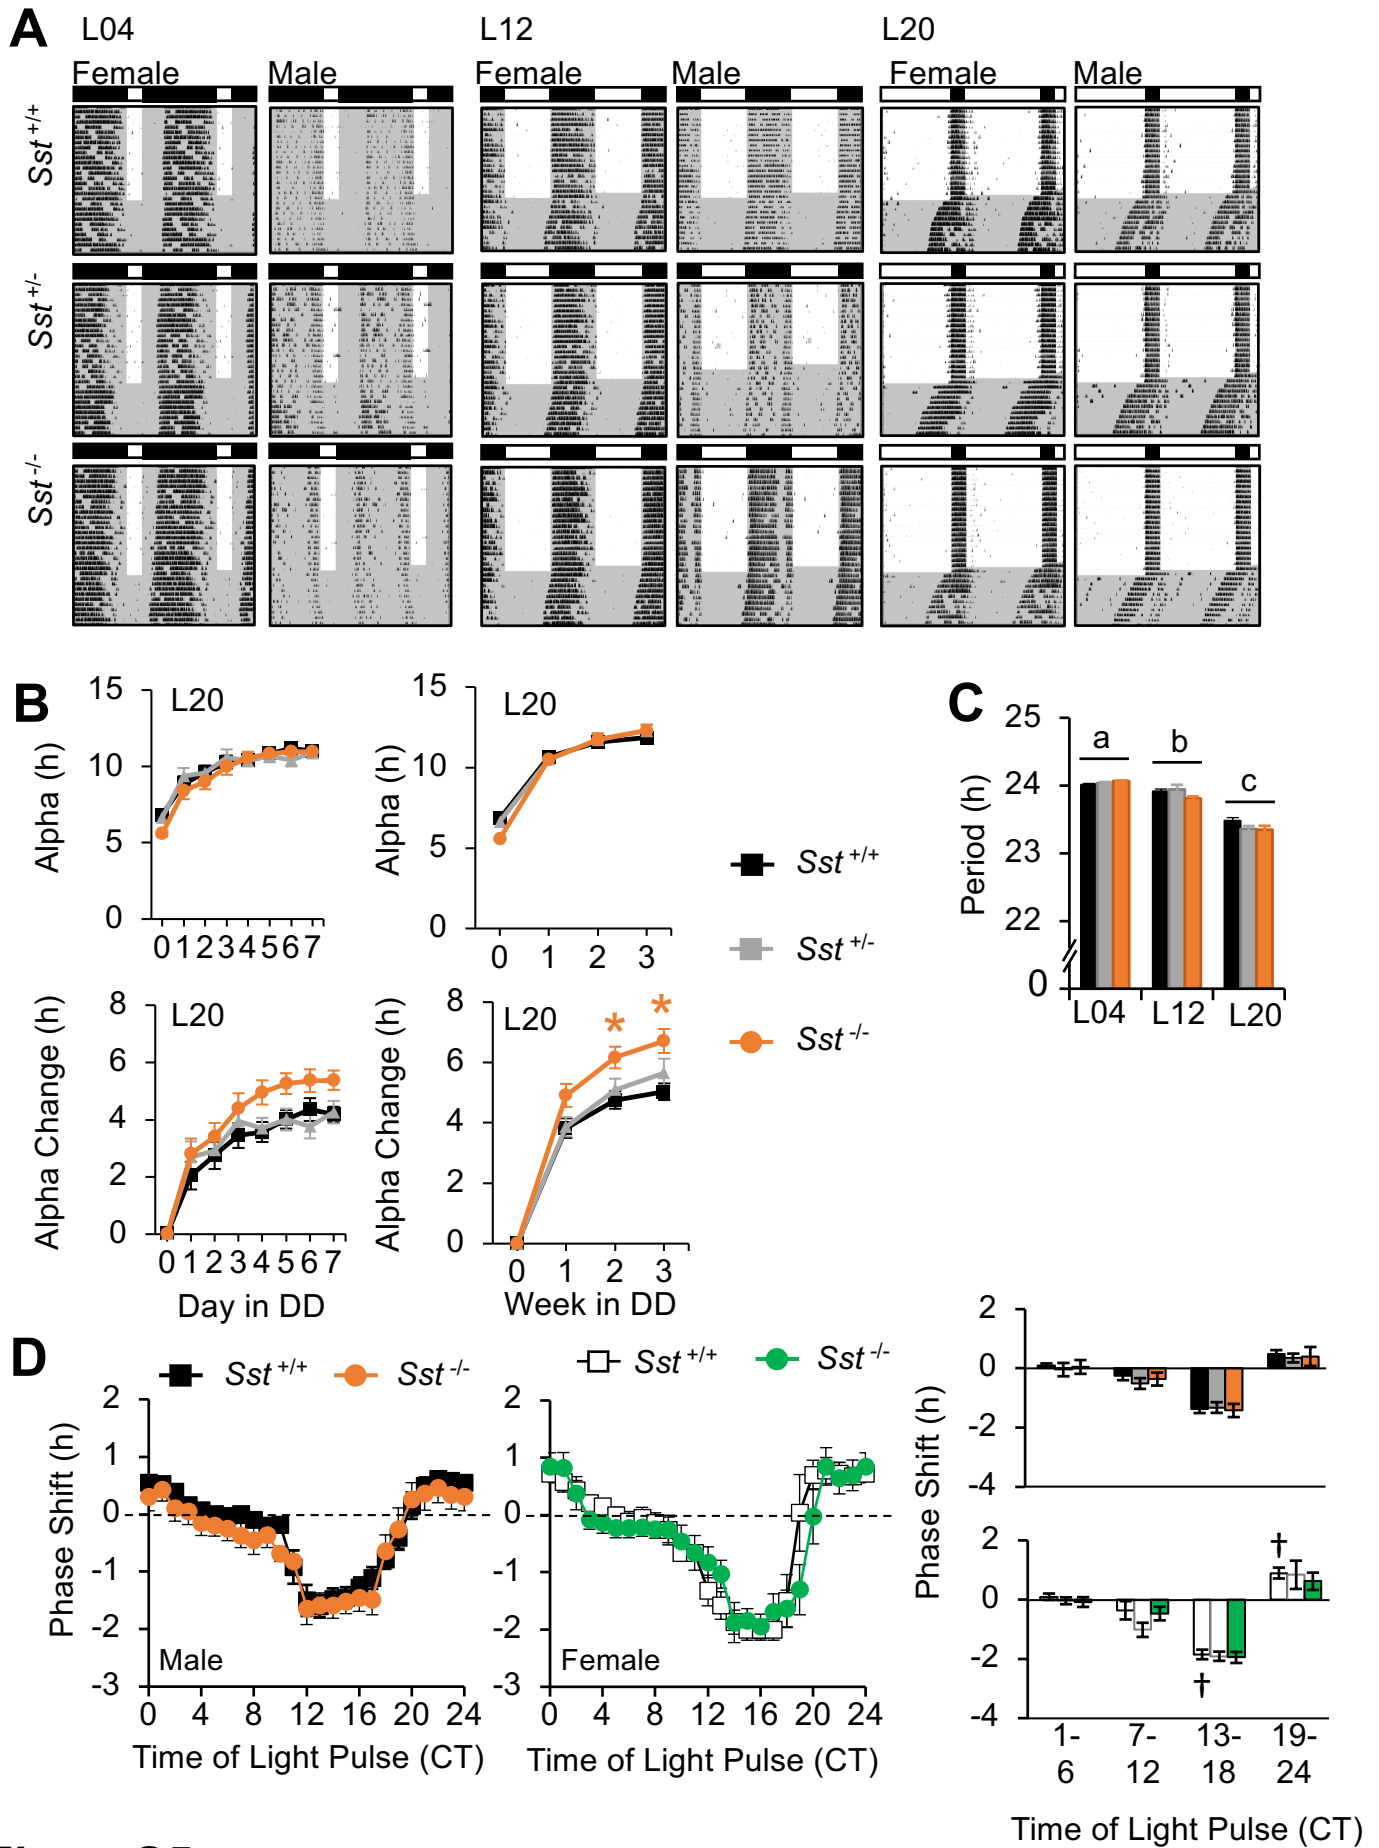 A
L04
L12
L20
Female
Male
Female
Male
Female
Male
Sst +/+
Sst +/-
Sst -/-
B
15
10
5
0
Alpha (h)
L20
0 1 2 3 4 5 6 7
15
10
5
0
Alpha (h)
L20
0 1 2 3
Sst +/+
Sst +/-
Sst -/-
C
25
24
23
22
0
Period (h)
a
b
c
L04 L12 L20
8
6
4
2
0
Alpha Change (h)
L20
0 1 2 3 4 5 6 7
Day in DD
8
6
4
2
0
Alpha Change (h)
L20
* *
0 1 2 3
Week in DD
D
Sst +/+ Sst -/-
2
1
0
-1
-2
-3
Phase Shift (h)
Male
0 4 8 12 16 20 24
Time of Light Pulse (CT)
Sst +/+ Sst -/-
2
1
0
-1
-2
-3
Female
0 4 8 12 16 20 24
Time of Light Pulse (CT)
2
0
-2
-4
Phase Shift (h)
2
0
-2
-4
†
†
1- 7- 13- 19-
6 12 18 24
Time of Light Pulse (CT)